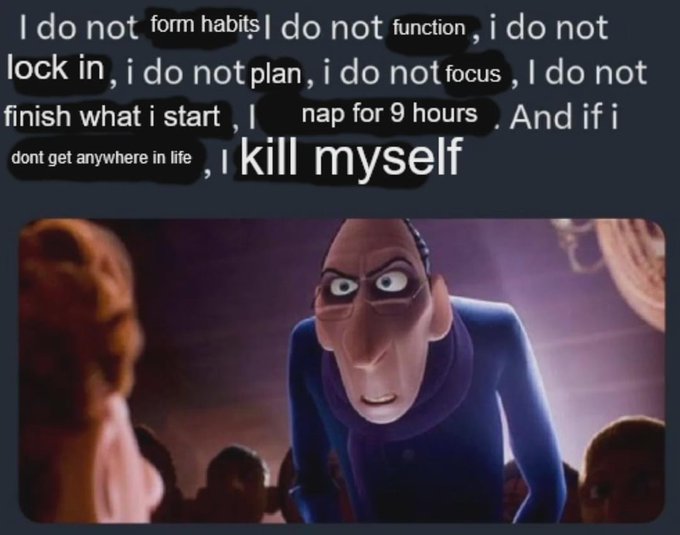 I do not form habits. I do not function, i do not
lock in, i do not plan, i do not focus, I do not
finish what i start, I nap for 9 hours. And if i
dont get anywhere in life, I kill myself